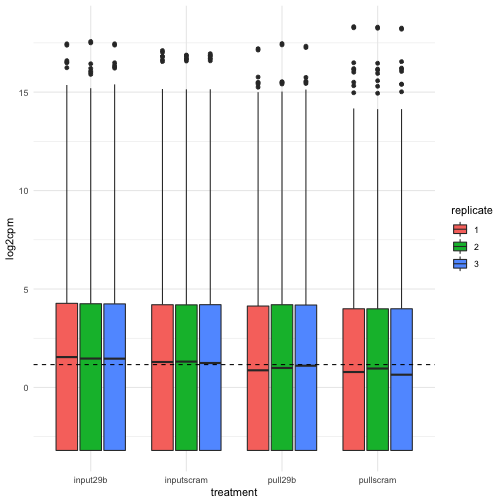 15
10
5
0
log2cpm
input29b
inputscram
pull29b
pullscram
treatment
replicate
1
2
3